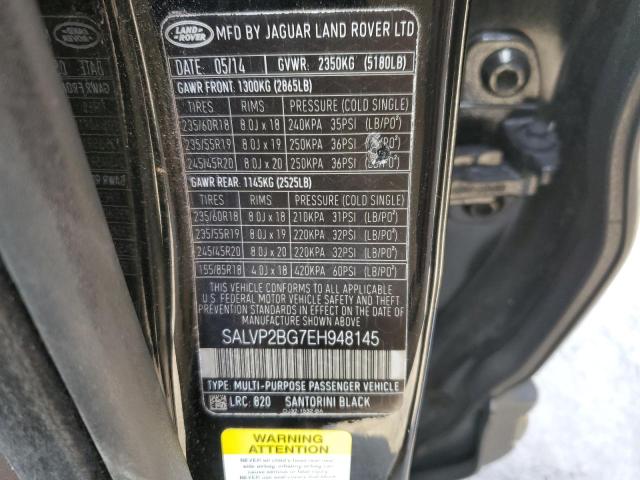 LAND
ROVER
MFD BY JAGUAR LAND ROVER LTD
DATE 05/14 GVWR: 2350KG (5180LB)
GAWR FRONT: 1300KG (2865LB)
TIRES RIMS PRESSURE (COLD SINGLE)
235/60R18 8.0J x 18 240KPA 35PSI (LB/PO²)
235/55R19 8.0J x 19 250KPA 36PSI (LB/PO²)
245/45R20 8.0J x 20 250KPA 36PSI (LB/PO²)
GAWR REAR: 1145KG (2525LB)
TIRES RIMS PRESSURE (COLD SINGLE)
235/60R18 8.0J x 18 210KPA 31PSI (LB/PO²)
235/55R19 8.0J x 19 220KPA 32PSI (LB/PO²)
245/45R20 8.0J x 20 220KPA 32PSI (LB/PO²)
155/85R18 4.0J x 18 420KPA 60PSI (LB/PO²)
THIS VEHICLE CONFORMS TO ALL APPLICABLE
U.S. FEDERAL MOTOR VEHICLE SAFETY AND THEFT
PREVENTION STANDARDS IN EFFECT ON THE DATE OF
MANUFACTURE SHOWN ABOVE.
SALVP2BG7EH948145
TYPE: MULTI-PURPOSE PASSENGER VEHICLE
LRC: 820 SANTORINI BLACK
WARNING
ATTENTION